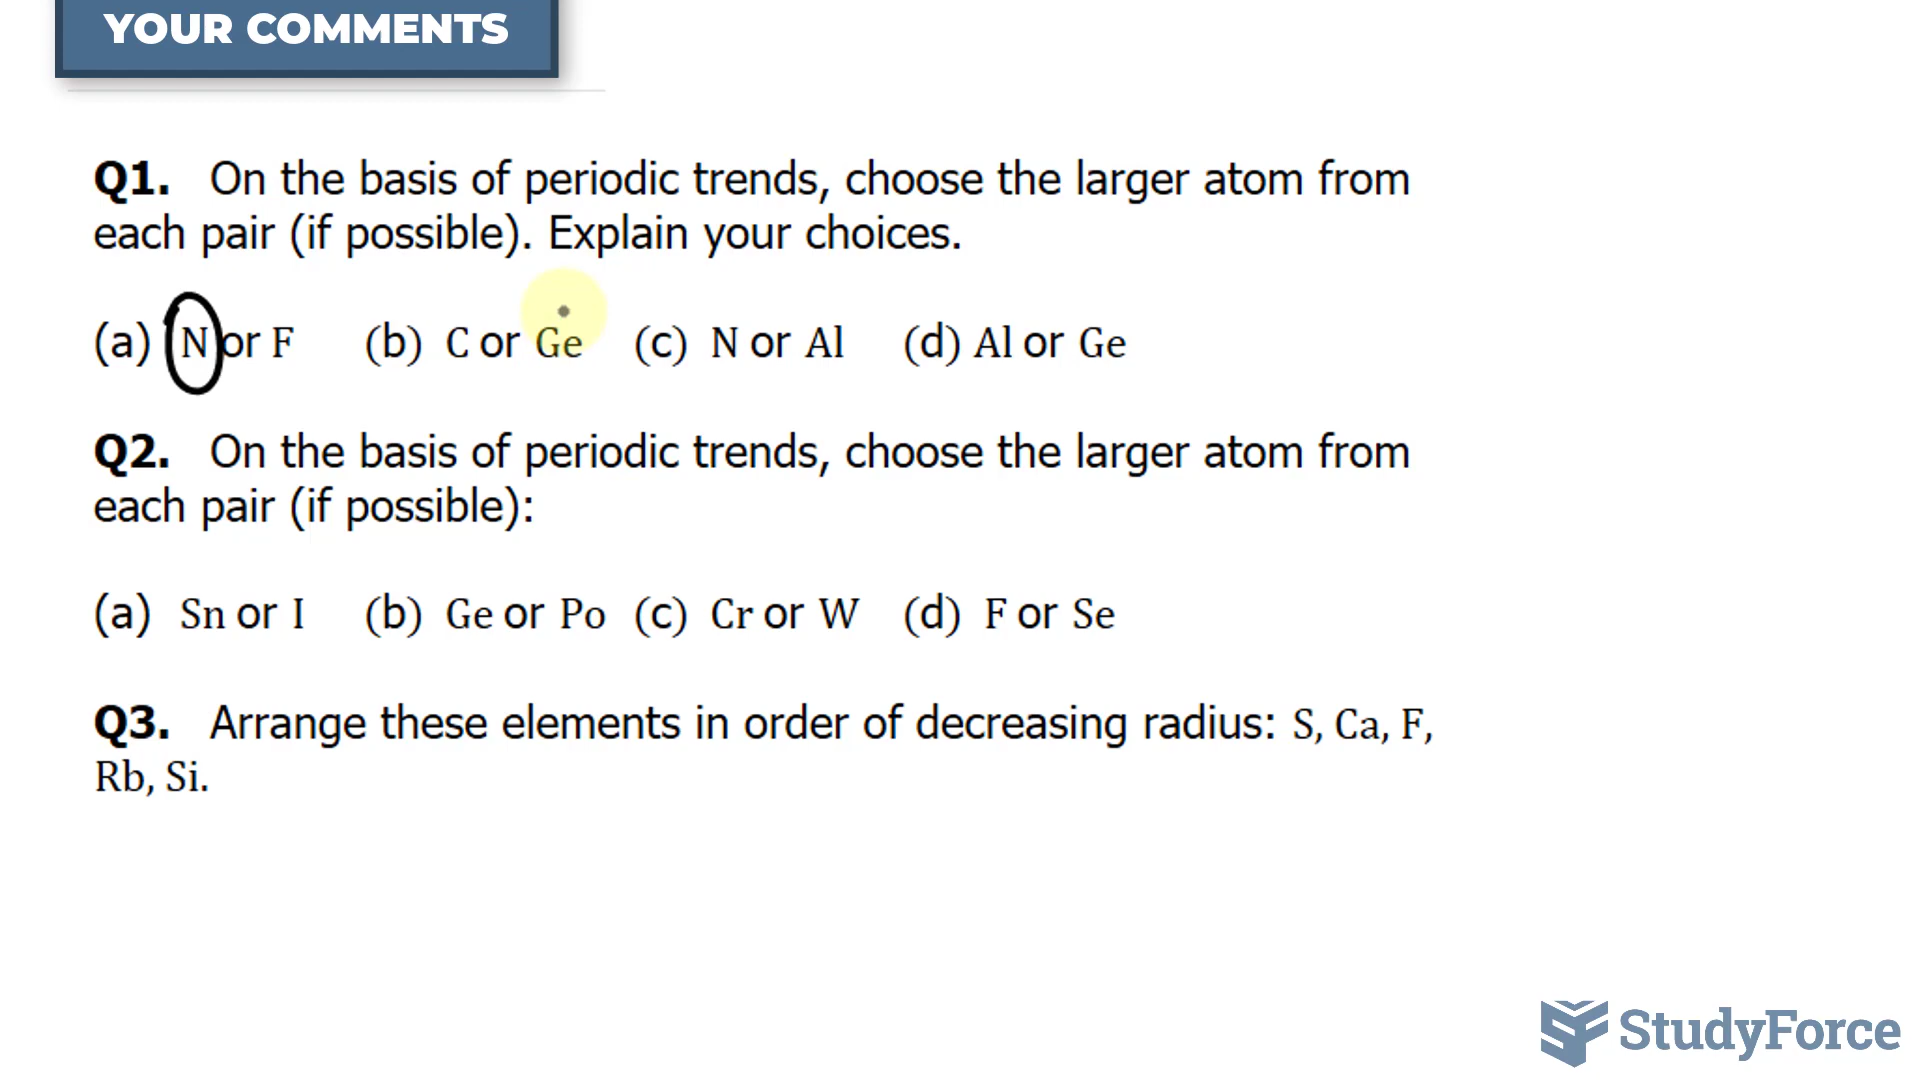 YOUR COMMENTS
Q1. On the basis of periodic trends, choose the larger atom from
each pair (if possible). Explain your choices.
(a) N or F (b) C or Ge (c) N or Al (d) Al or Ge
Q2. On the basis of periodic trends, choose the larger atom from
each pair (if possible):
(a) Sn or I (b) Ge or Po (c) Cr or W (d) F or Se
Q3. Arrange these elements in order of decreasing radius: S, Ca, F,
Rb, Si.
StudyForce